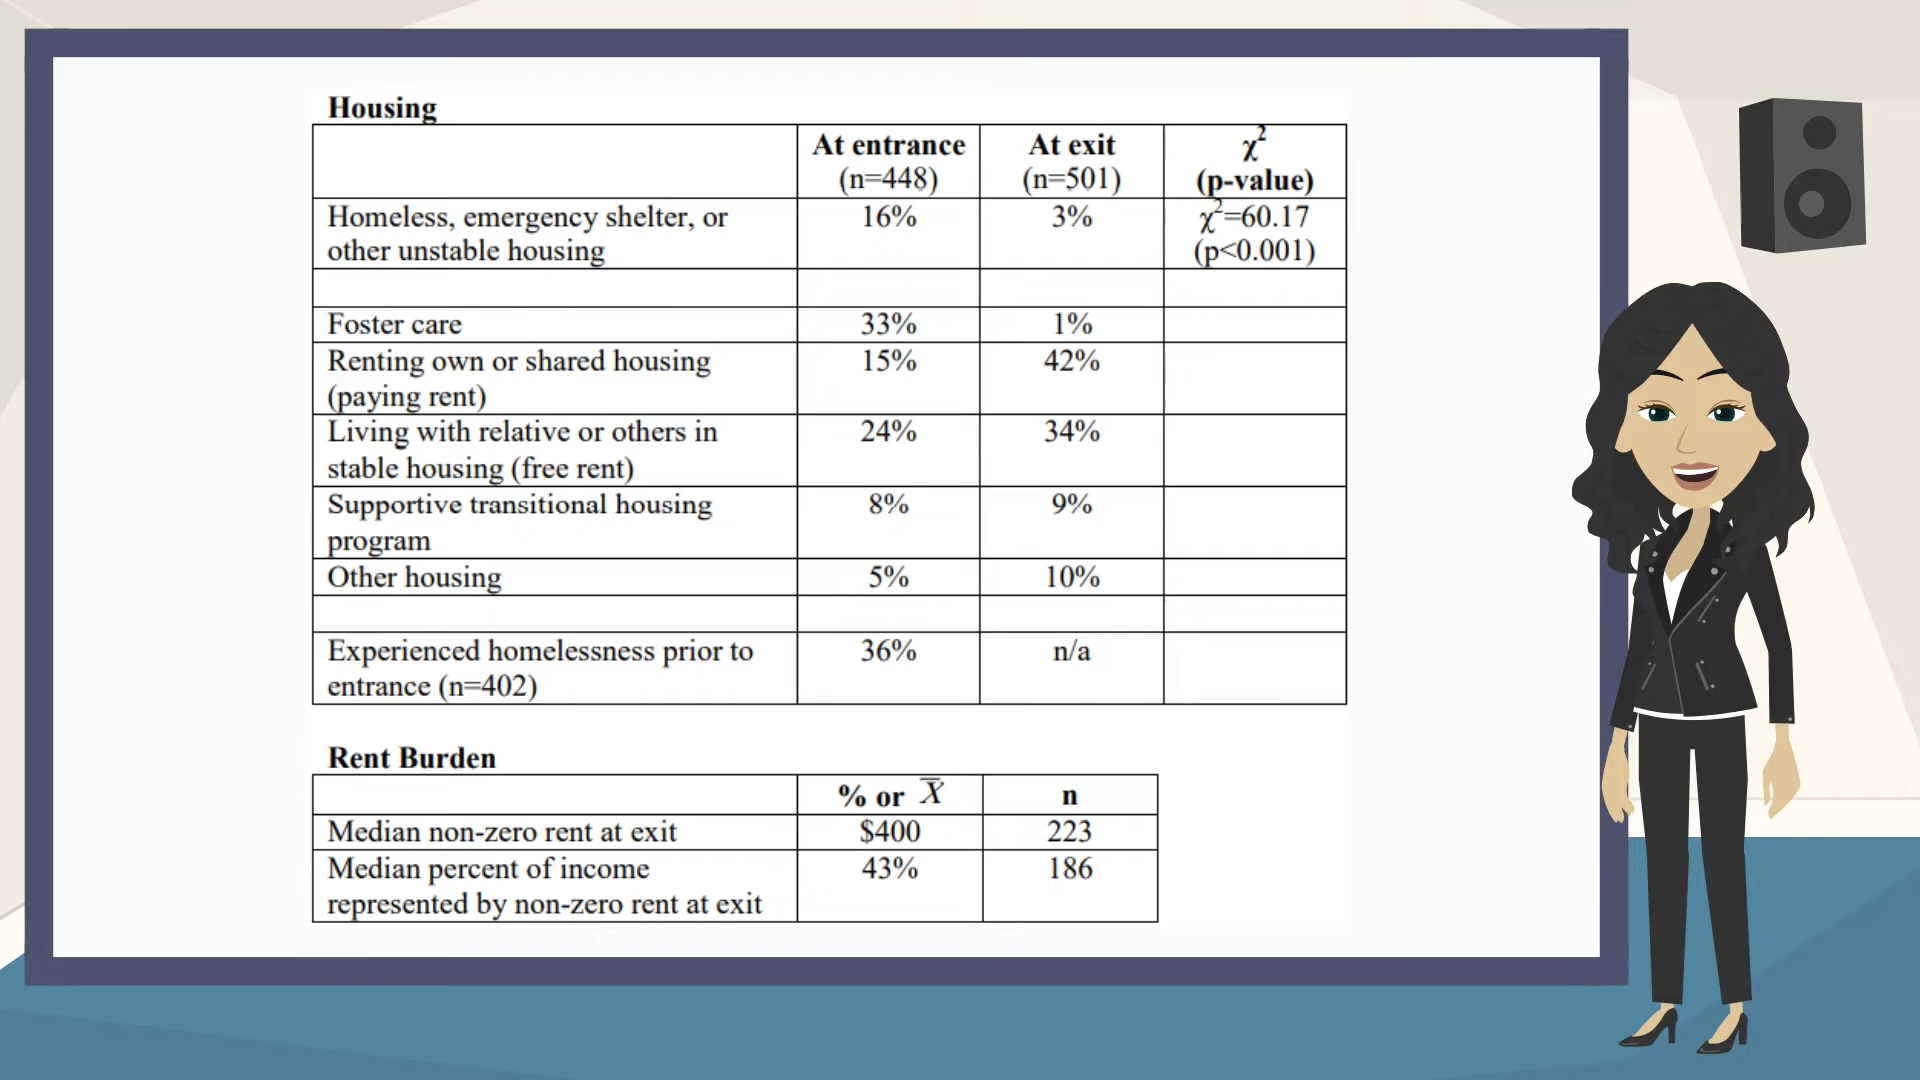 Housing
At entrance At exit χ²
(n=448) (n=501) (p-value)
Homeless, emergency shelter, or 16% 3% χ²=60.17
other unstable housing (p<0.001)
Foster care 33% 1%
Renting own or shared housing 15% 42%
(paying rent)
Living with relative or others in 24% 34%
stable housing (free rent)
Supportive transitional housing 8% 9%
program
Other housing 5% 10%
Experienced homelessness prior to 36% n/a
entrance (n=402)
Rent Burden
% or X̅ n
Median non-zero rent at exit $400 223
Median percent of income 43% 186
represented by non-zero rent at exit